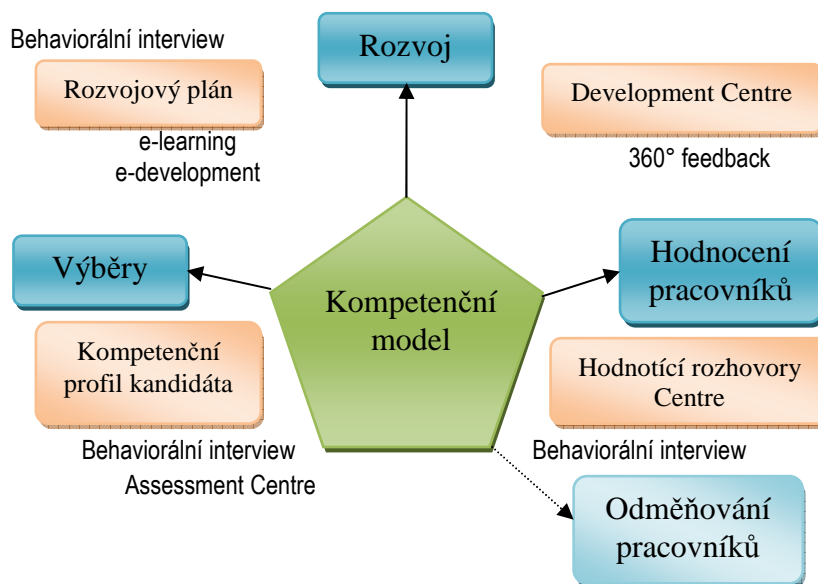 Behaviorální interview
Rozvoj
Rozvojový plán
Development Centre
e-learning
e-development
360° feedback
Výběry
Hodnocení
pracovníků
Kompetenční
model
Kompetenční
profil kandidáta
Hodnotící rozhovory
Centre
Behaviorální interview
Assessment Centre
Behaviorální interview
Odměňování
pracovníků